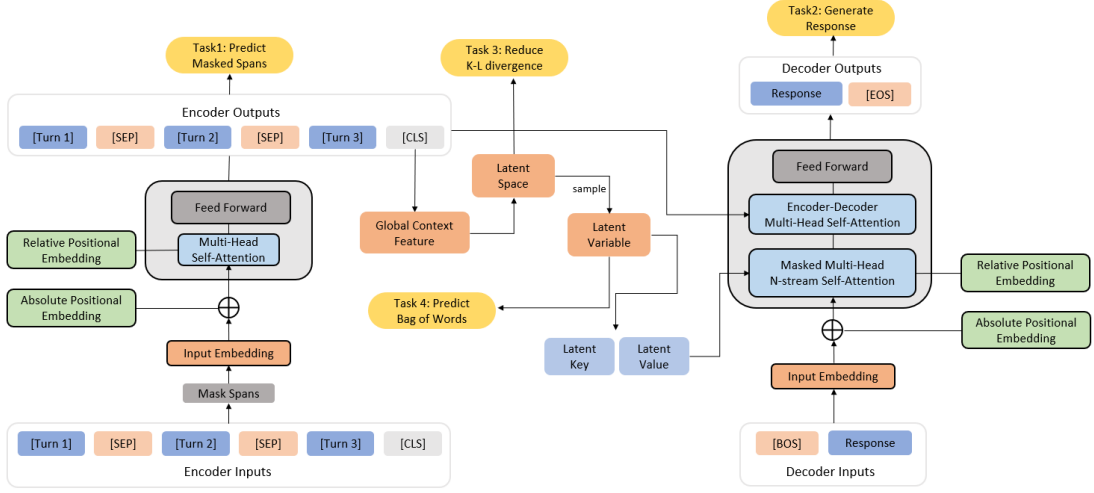 Task1: Predict
Masked Spans
Encoder Outputs
[Turn 1] [SEP] [Turn 2] [SEP] [Turn 3] [CLS]
Feed Forward
Multi-Head
Self-Attention
Relative Positional
Embedding
Absolute Positional
Embedding
Input Embedding
Mask Spans
[Turn 1] [SEP] [Turn 2] [SEP] [Turn 3] [CLS]
Encoder Inputs
Task 3: Reduce
K-L divergence
Latent
Space
sample
Global Context
Feature
Latent
Variable
Task 4: Predict
Bag of Words
Latent
Key
Latent
Value
Task2: Generate
Response
Decoder Outputs
Response [EOS]
Feed Forward
Encoder-Decoder
Multi-Head Self-Attention
Masked Multi-Head
N-stream Self-Attention
Relative Positional
Embedding
Absolute Positional
Embedding
Input Embedding
[BOS] Response
Decoder Inputs